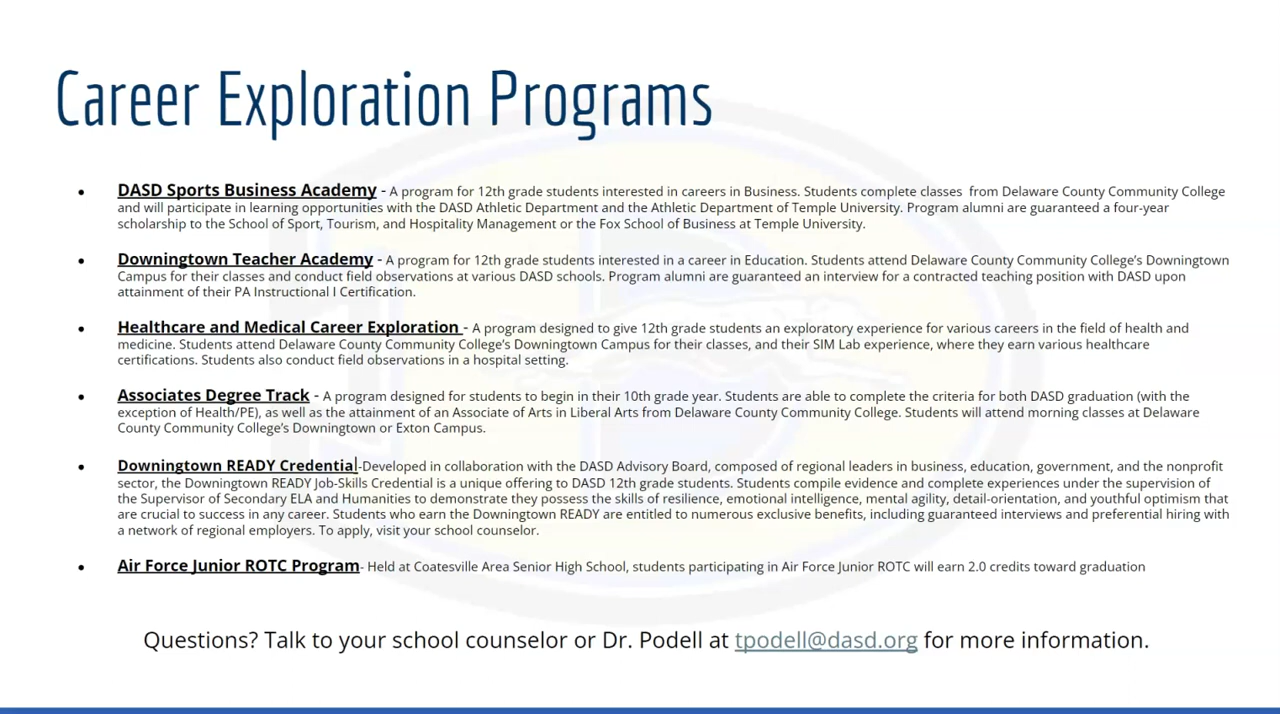 Career Exploration Programs
• DASD Sports Business Academy - A program for 12th grade students interested in careers in Business. Students complete classes from Delaware County Community College
and will participate in learning opportunities with the DASD Athletic Department and the Athletic Department of Temple University. Program alumni are guaranteed a four-year
scholarship to the School of Sport, Tourism, and Hospitality Management or the Fox School of Business at Temple University.
• Downingtown Teacher Academy - A program for 12th grade students interested in a career in Education. Students attend Delaware County Community College's Downingtown
Campus for their classes and conduct field observations at various DASD schools. Program alumni are guaranteed an interview for a contracted teaching position with DASD upon
attainment of their PA Instructional I Certification.
• Healthcare and Medical Career Exploration - A program designed to give 12th grade students an exploratory experience for various careers in the field of health and
medicine. Students attend Delaware County Community College's Downingtown Campus for their classes, and their SIM Lab experience, where they earn various healthcare
certifications. Students also conduct field observations in a hospital setting.
• Associates Degree Track - A program designed for students to begin in their 10th grade year. Students are able to complete the criteria for both DASD graduation (with the
exception of Health/PE), as well as the attainment of an Associate of Arts in Liberal Arts from Delaware County Community College. Students will attend morning classes at Delaware
County Community College's Downingtown or Exton Campus.
• Downingtown READY Credential-Developed in collaboration with the DASD Advisory Board, composed of regional leaders in business, education, government, and the nonprofit
sector, the Downingtown READY Job-Skills Credential is a unique offering to DASD 12th grade students. Students compile evidence and complete experiences under the supervision of
the Supervisor of Secondary ELA and Humanities to demonstrate they possess the skills of resilience, emotional intelligence, mental agility, detail-orientation, and youthful optimism that
are crucial to success in any career. Students who earn the Downingtown READY are entitled to numerous exclusive benefits, including guaranteed interviews and preferential hiring with
a network of regional employers. To apply, visit your school counselor.
• Air Force Junior ROTC Program- Held at Coatesville Area Senior High School, students participating in Air Force Junior ROTC will earn 2.0 credits toward graduation
Questions? Talk to your school counselor or Dr. Podell at tpodell@dasd.org for more information.